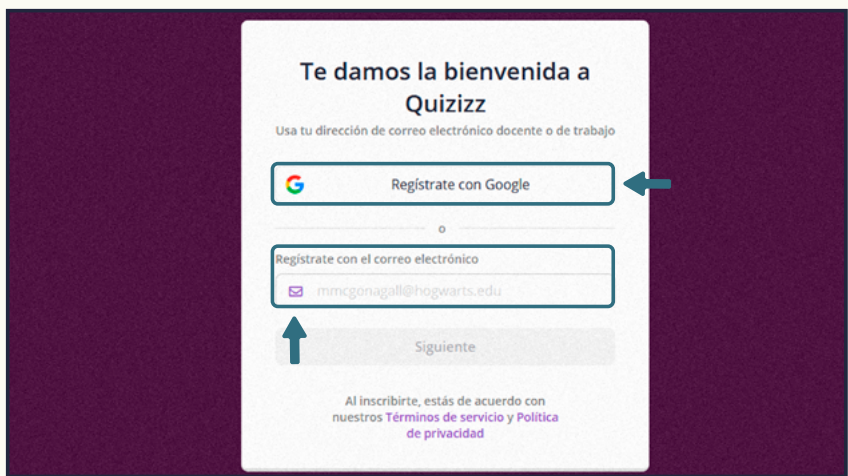 Te damos la bienvenida a
Quizizz
Usa tu dirección de correo electrónico docente o de trabajo
Regístrate con Google
o
Regístrate con el correo electrónico
mmcgonagall@hogwarts.edu
Siguiente
Al inscribirte, estás de acuerdo con
nuestros Términos de servicio y Política
de privacidad